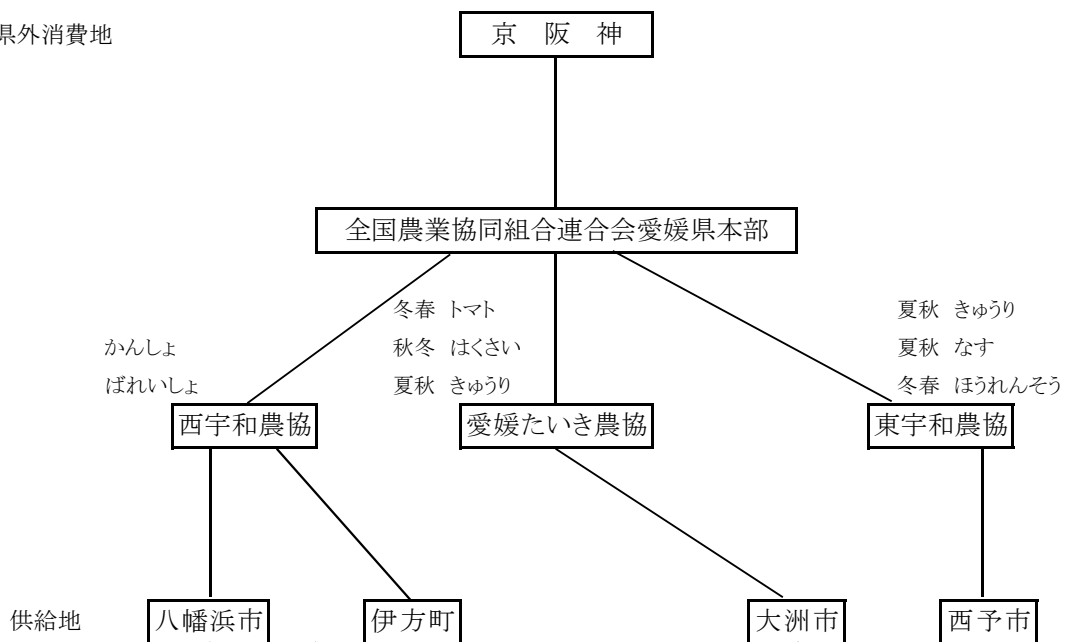 県外消費地
京 阪 神
全国農業協同組合連合会愛媛県本部
かんしょ
ばれいしょ
冬春 トマト
秋冬 はくさい
夏秋 きゅうり
夏秋 きゅうり
夏秋 なす
冬春 ほうれんそう
西宇和農協
愛媛たいき農協
東宇和農協
供給地
八幡浜市
伊方町
大洲市
西予市